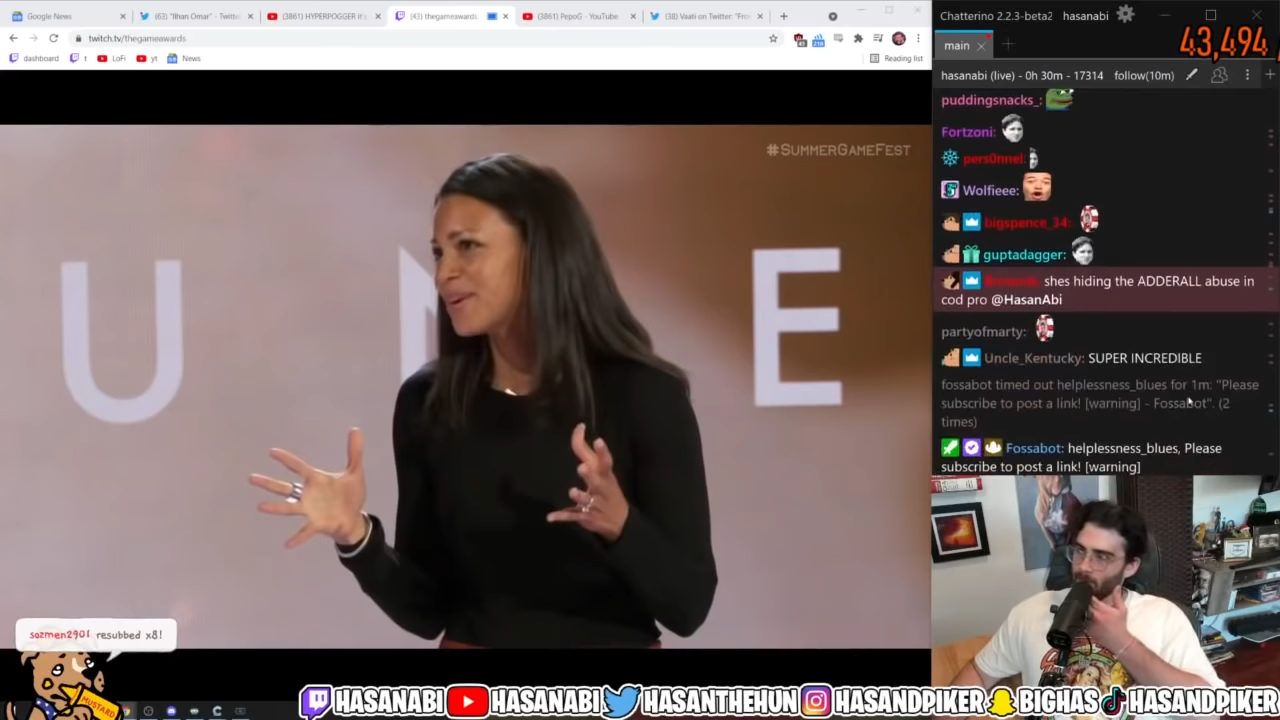 Google News
(63) "Ilhan Omar" - Twitte
(3861) HYPERPOGGER it's
(43) thegameawards
(3861) PepoG - YouTube
(38) Vaati on Twitter: "Fro
twitch.tv/thegameawards
dashboard
t
LoFi
yt
News
Reading list
#SUMMERGAMEFEST
U N E
sozmen2901 resubbed x8!
MUSTARD
Chatterino 2.2.3-beta2
hasanabi
main
43,494
hasanabi (live) - 0h 30m - 17314
follow(10m)
puddingsnacks_:
Fortzoni:
pers0nnel:
Wolfieee:
bigspence_34:
guptadagger:
shes hiding the ADDERALL abuse in
cod pro @HasanAbi
partyofmarty:
Uncle_Kentucky: SUPER INCREDIBLE
fossabot timed out helplessness_blues for 1m: "Please
subscribe to post a link! [warning] - Fossabot". (2
times)
Fossabot: helplessness_blues, Please
subscribe to post a link! [warning]
HASANABI HASANABI HASANTHEHUN HASANDPIKER BIGHAS HASANDPIKER